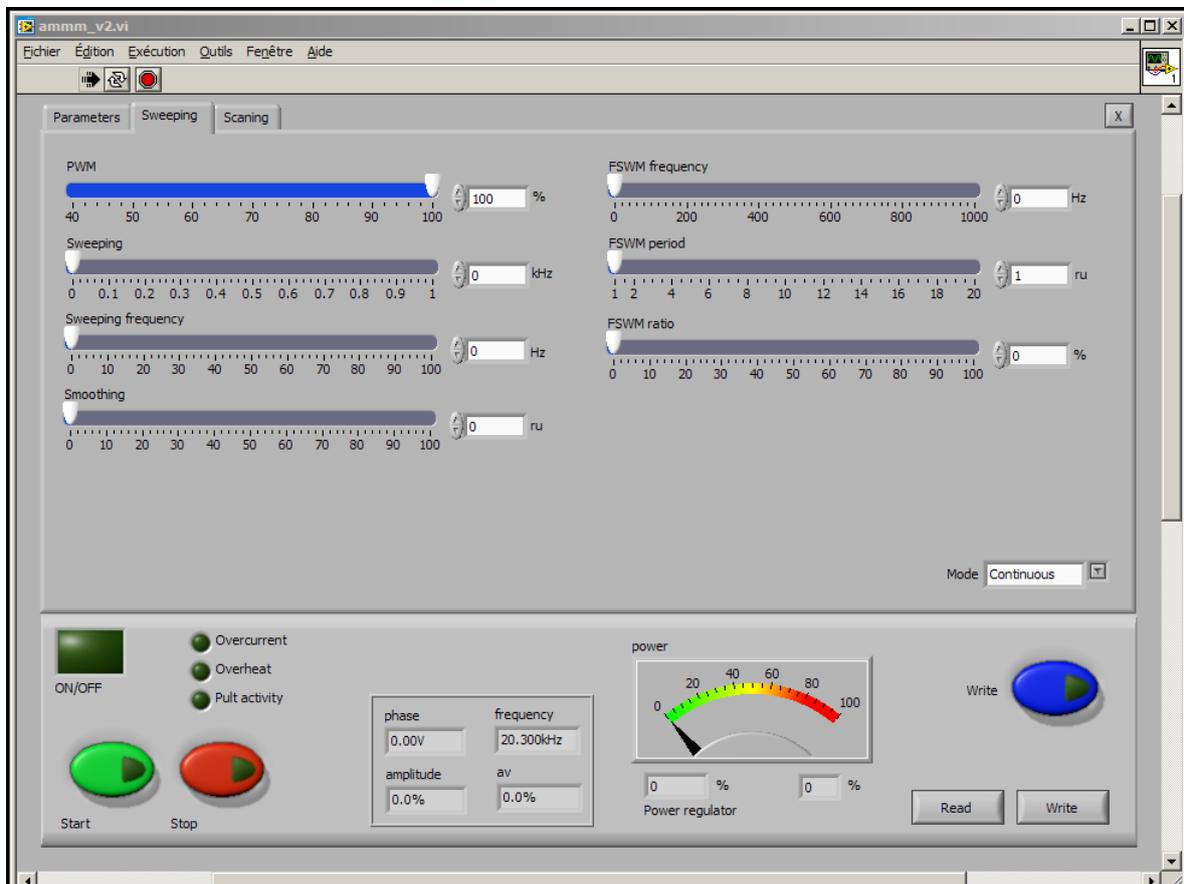 ammm_v2.vi
Fichier Édition Exécution Outils Fenêtre Aide
1
Parameters Sweeping Scaning X
PWM
100 %
40 50 60 70 80 90 100
Sweeping
0 kHz
0 0.1 0.2 0.3 0.4 0.5 0.6 0.7 0.8 0.9 1
Sweeping frequency
0 Hz
0 10 20 30 40 50 60 70 80 90 100
Smoothing
0 ru
0 10 20 30 40 50 60 70 80 90 100
FSWM frequency
0 Hz
0 200 400 600 800 1000
FSWM period
1 ru
1 2 4 6 8 10 12 14 16 18 20
FSWM ratio
0 %
0 10 20 30 40 50 60 70 80 90 100
Mode Continuous
ON/OFF
Overcurrent
Overheat
Pult activity
Start Stop
phase frequency
0.00V 20.300kHz
amplitude av
0.0% 0.0%
power
0 20 40 60 80 100
0 % 0 %
Power regulator
Write
Read Write